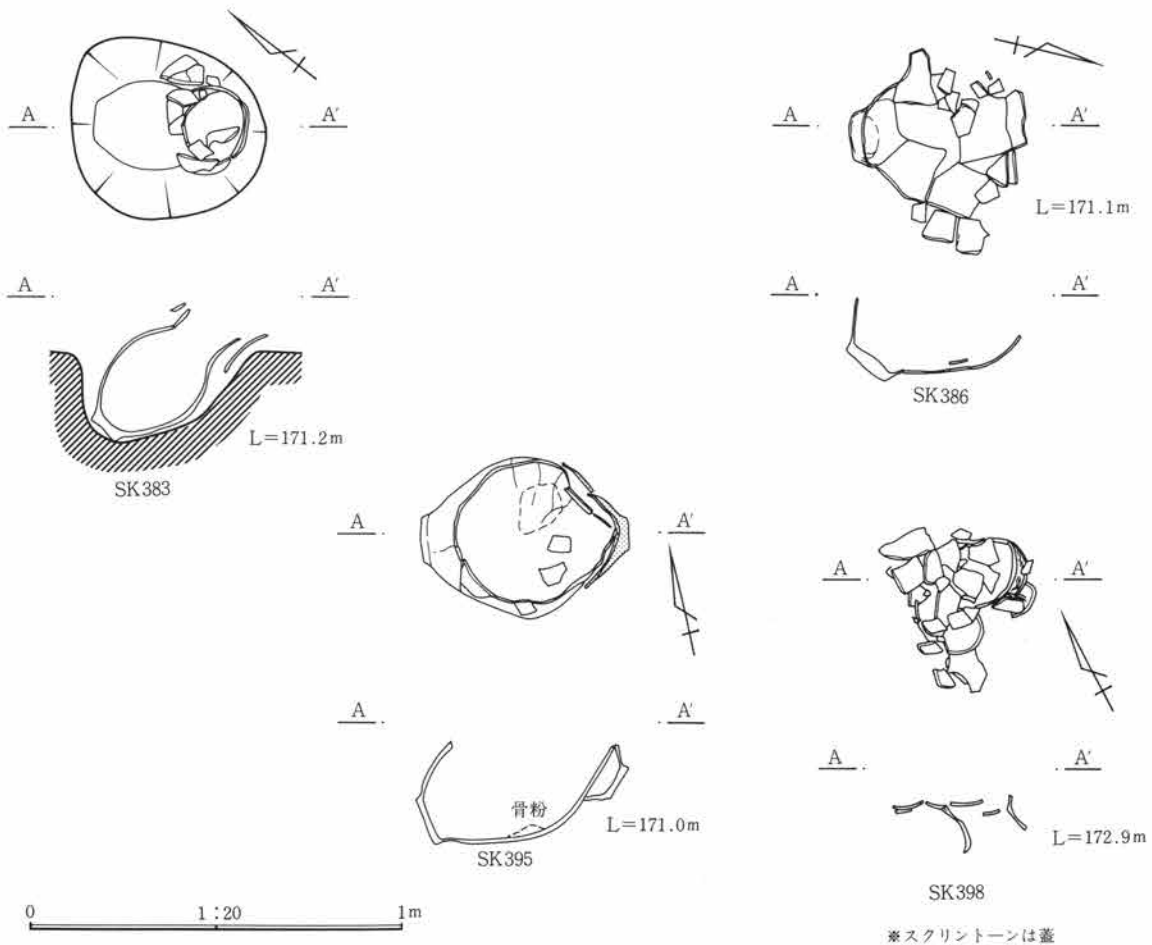 A
A'
A
A'
L=171.2m
SK383
A
A'
L=171.1m
A
A'
SK386
A
A'
A
A'
骨粉
L=171.0m
SK395
A
A'
A
A'
L=172.9m
SK398
0
1:20
1m
※スクリントーンは蓋